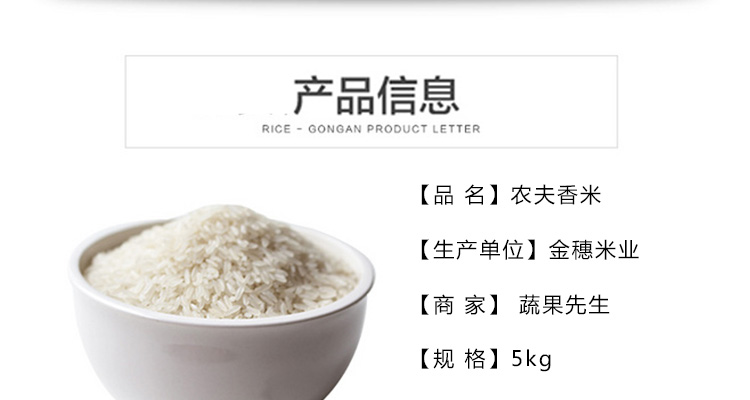 产品信息
RICE - GONGAN PRODUCT LETTER
【品 名】农夫香米
【生产单位】金穗米业
【商 家】 蔬果先生
【规 格】5kg